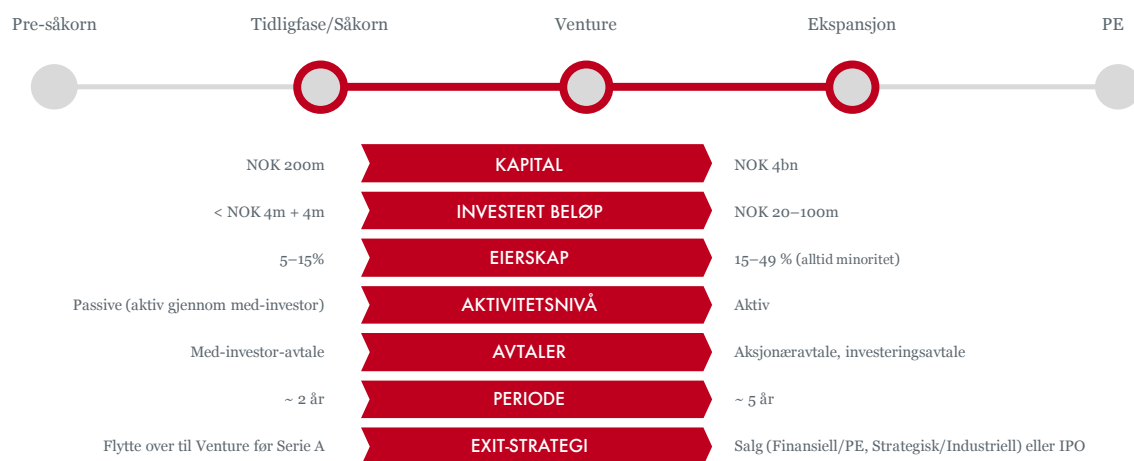 Pre-såkorn Tidligfase/Såkorn Venture Ekspansjon PE
NOK 200m KAPITAL NOK 4bn
< NOK 4m + 4m INVESTERT BELØP NOK 20–100m
5–15% EIERSKAP 15–49 % (alltid minoritet)
Passive (aktiv gjennom med-investor) AKTIVITETSNIVÅ Aktiv
Med-investor-avtale AVTALER Aksjonæravtale, investeringsavtale
~ 2 år PERIODE ~ 5 år
Flytte over til Venture før Serie A EXIT-STRATEGI Salg (Finansiell/PE, Strategisk/Industriell) eller IPO